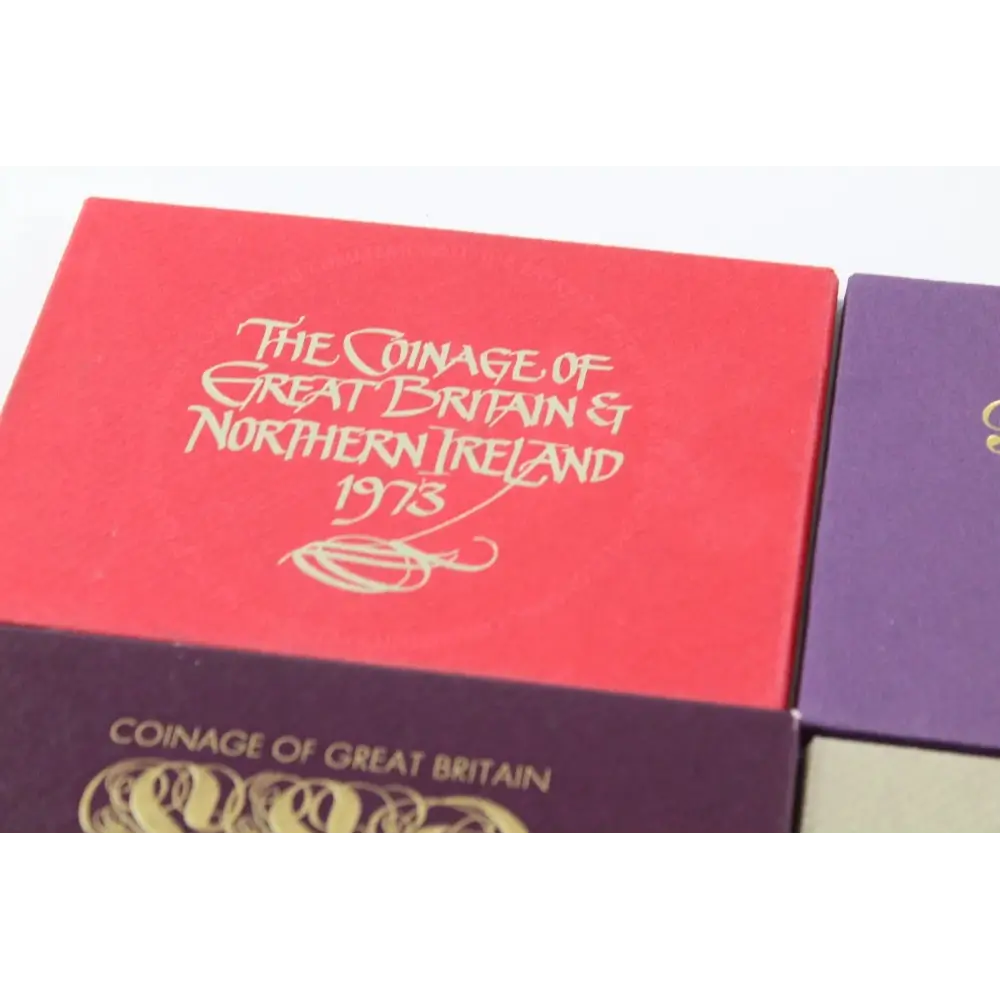 THE COINAGE OF
GREAT BRITAIN &
NORTHERN IRELAND
1973
COINAGE OF GREAT BRITAIN